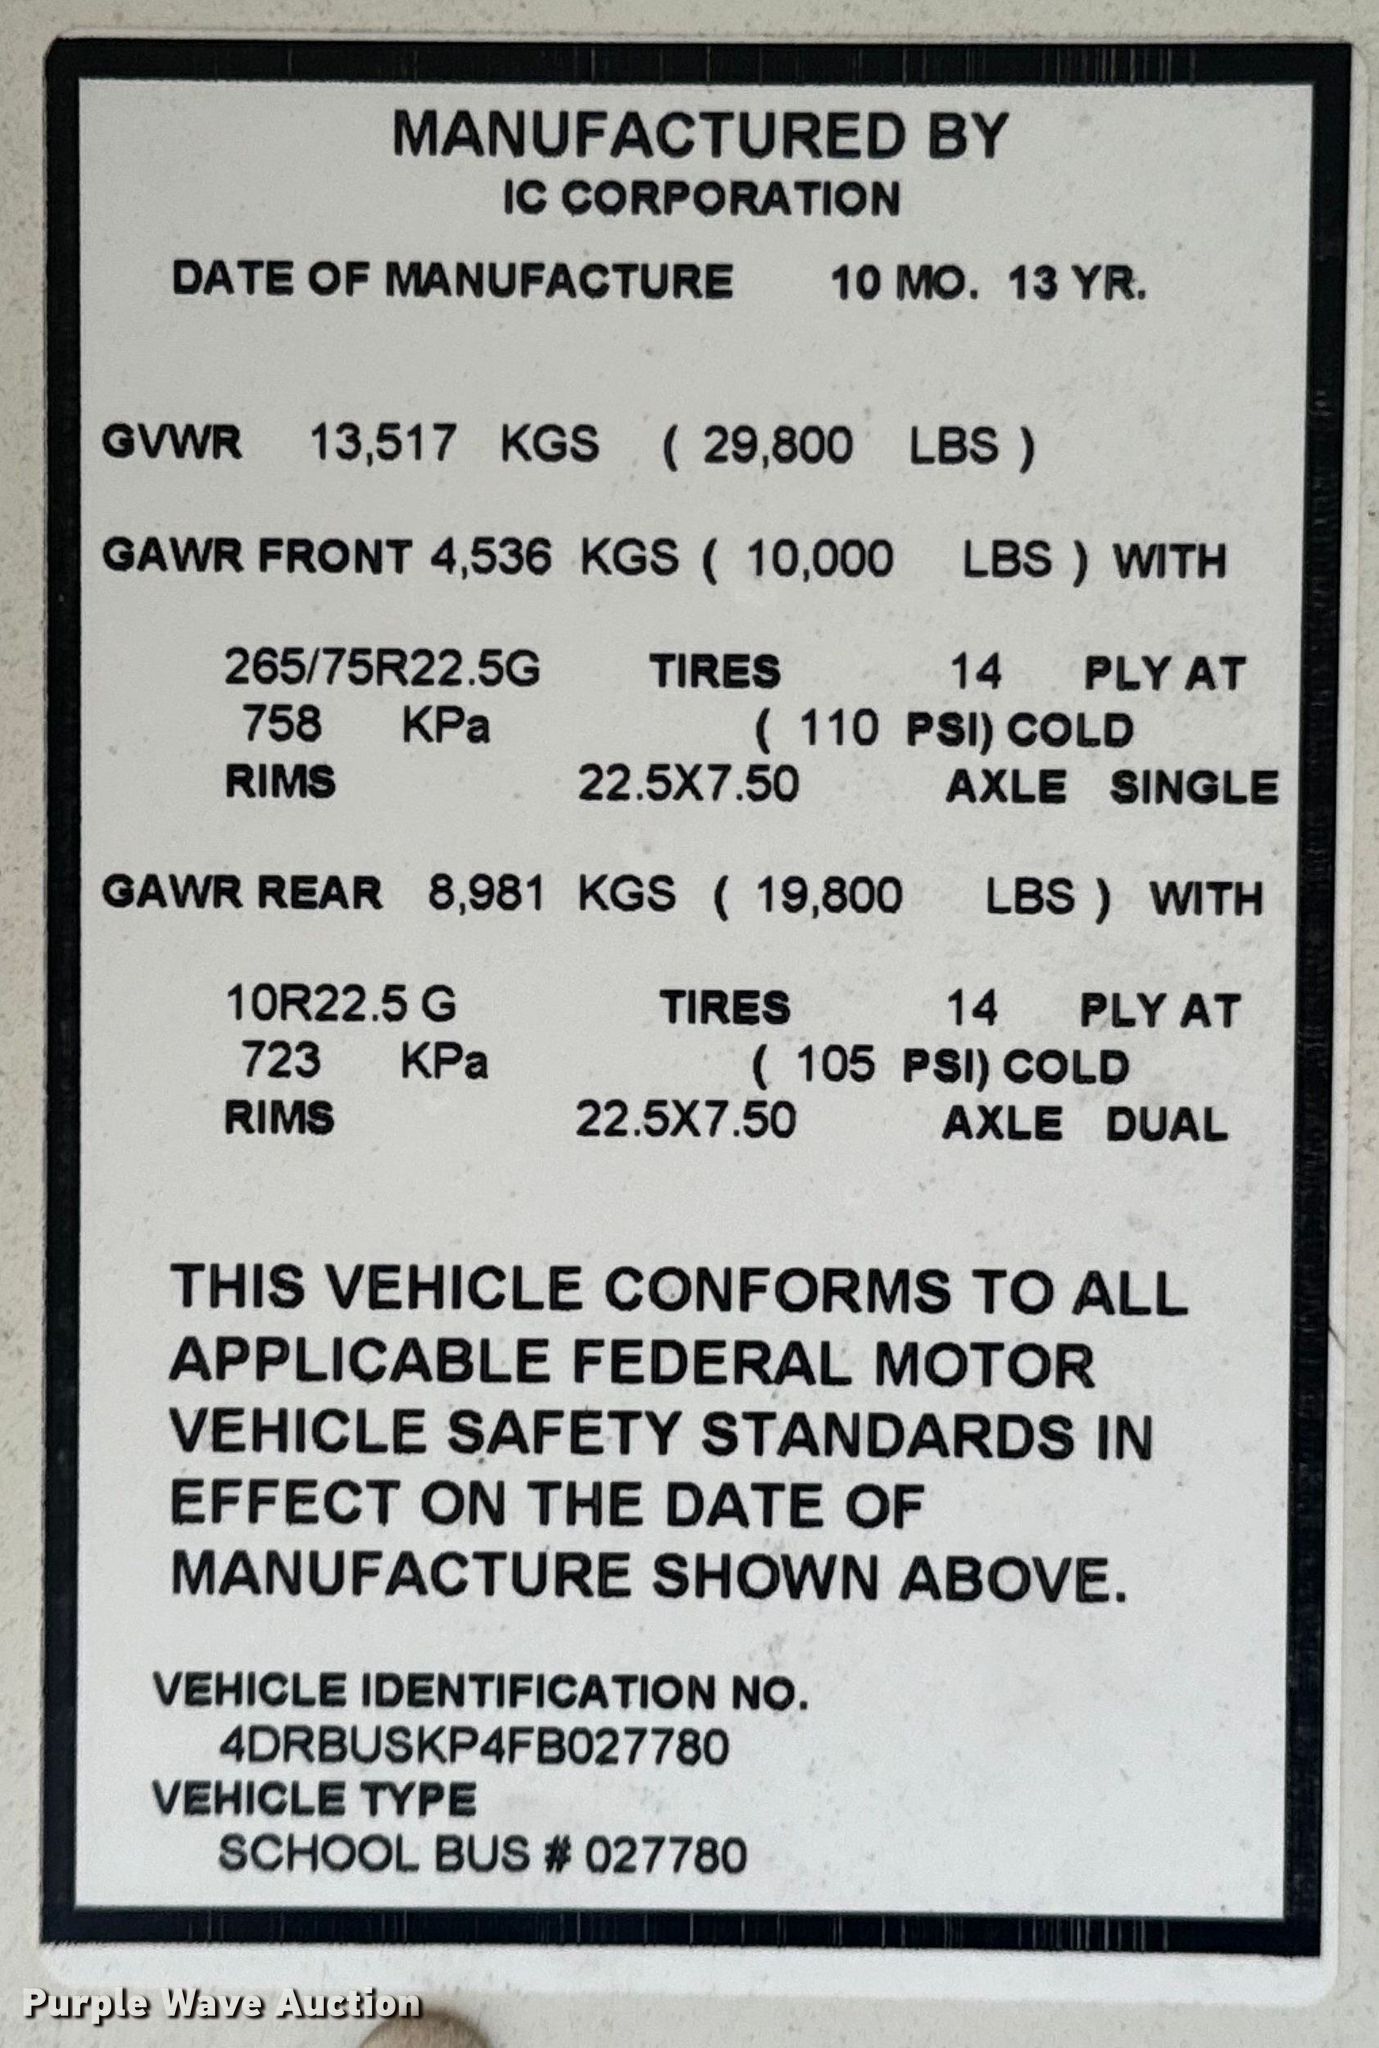 MANUFACTURED BY
IC CORPORATION
DATE OF MANUFACTURE 10 MO. 13 YR.
GVWR 13,517 KGS ( 29,800 LBS )
GAWR FRONT 4,536 KGS ( 10,000 LBS ) WITH
265/75R22.5G TIRES 14 PLY AT
758 KPa ( 110 PSI) COLD
RIMS 22.5X7.50 AXLE SINGLE
GAWR REAR 8,981 KGS ( 19,800 LBS ) WITH
10R22.5 G TIRES 14 PLY AT
723 KPa ( 105 PSI) COLD
RIMS 22.5X7.50 AXLE DUAL
THIS VEHICLE CONFORMS TO ALL
APPLICABLE FEDERAL MOTOR
VEHICLE SAFETY STANDARDS IN
EFFECT ON THE DATE OF
MANUFACTURE SHOWN ABOVE.
VEHICLE IDENTIFICATION NO.
4DRBUSKP4FB027780
VEHICLE TYPE
SCHOOL BUS # 027780
Purple Wave Auction